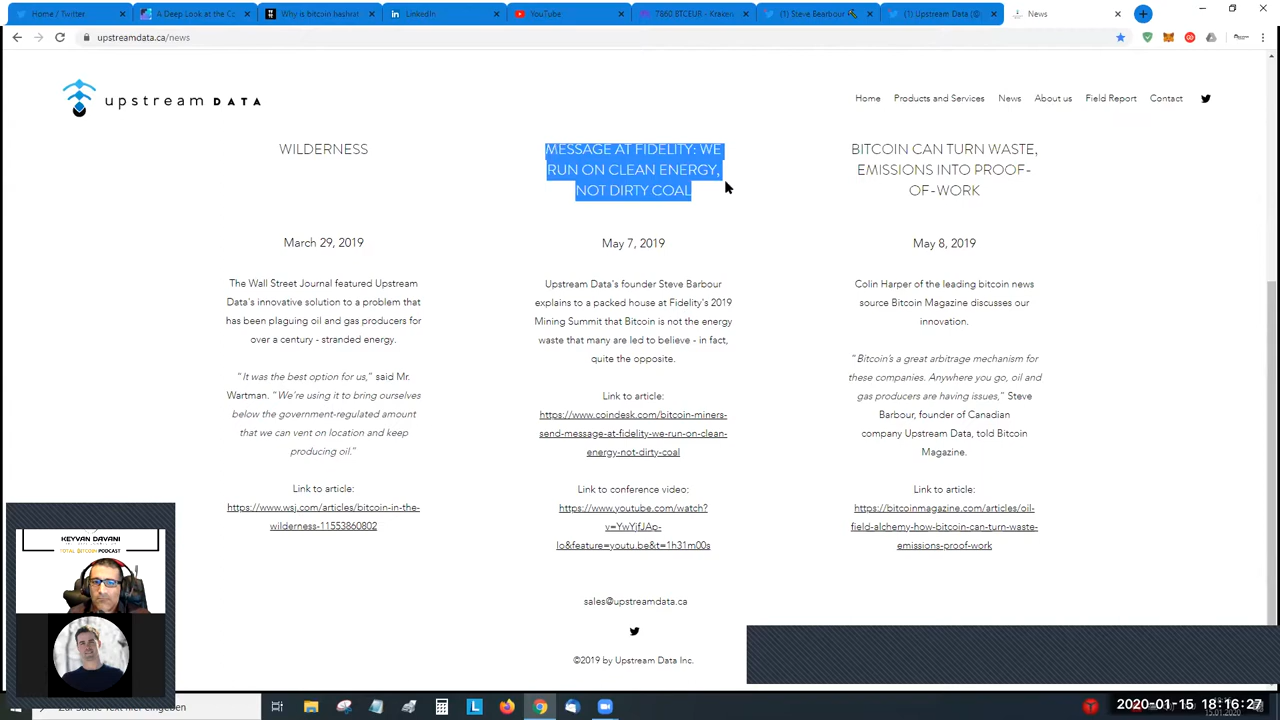 Home / Twitter
A Deep Look at the Co
Why is bitcoin hashrat
LinkedIn
YouTube
7860 BTCEUR - Kraken
(1) Steve Bearbour
(1) Upstream Data (
News
upstreamdata.ca/news
upstream DATA
Home
Products and Services
News
About us
Field Report
Contact
WILDERNESS
March 29, 2019
The Wall Street Journal featured Upstream
Data's innovative solution to a problem that
has been plaguing oil and gas producers for
over a century - stranded energy.
"It was the best option for us," said Mr.
Wartman. "We're using it to bring ourselves
below the government-regulated amount
that we can vent on location and keep
producing oil."
Link to article:
https://www.wsj.com/articles/bitcoin-in-the-
wilderness-11553860802
MESSAGE AT FIDELITY: WE
RUN ON CLEAN ENERGY,
NOT DIRTY COAL
May 7, 2019
Upstream Data's founder Steve Barbour
explains to a packed house at Fidelity's 2019
Mining Summit that Bitcoin is not the energy
waste that many are led to believe - in fact,
quite the opposite.
Link to article:
https://www.coindesk.com/bitcoin-miners-
send-message-at-fidelity-we-run-on-clean-
energy-not-dirty-coal
Link to conference video:
https://www.youtube.com/watch?
v=YwYifJAp-
Io&feature=youtu.be&t=1h31m00s
BITCOIN CAN TURN WASTE,
EMISSIONS INTO PROOF-
OF-WORK
May 8, 2019
Colin Harper of the leading bitcoin news
source Bitcoin Magazine discusses our
innovation.
"Bitcoin's a great arbitrage mechanism for
these companies. Anywhere you go, oil and
gas producers are having issues," Steve
Barbour, founder of Canadian
company Upstream Data, told Bitcoin
Magazine.
Link to article:
https://bitcoinmagazine.com/articles/oil-
field-alchemy-how-bitcoin-can-turn-waste-
emissions-proof-work
sales@upstreamdata.ca
©2019 by Upstream Data Inc.
KEYVAN DAVANI
TOTAL BITCOIN PODCAST
Zur Suche Text hier eingeben
2020-01-15 18:16:27